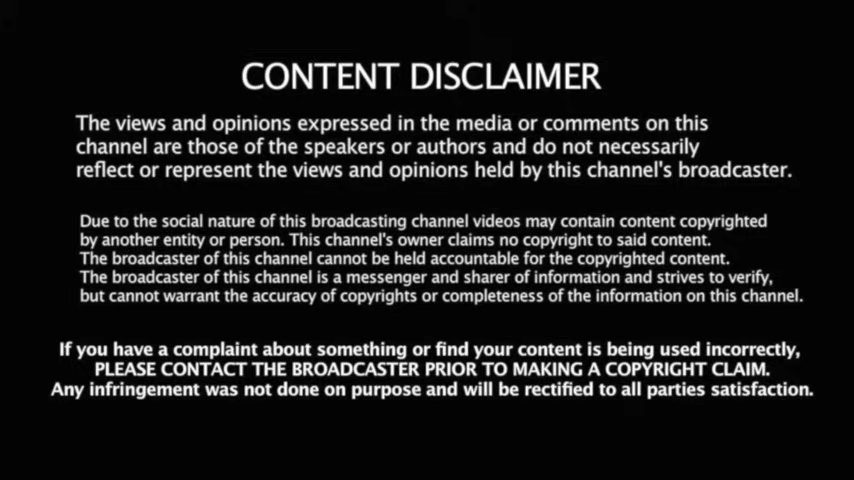 CONTENT DISCLAIMER
The views and opinions expressed in the media or comments on this
channel are those of the speakers or authors and do not necessarily
reflect or represent the views and opinions held by this channel's broadcaster.
Due to the social nature of this broadcasting channel videos may contain content copyrighted
by another entity or person. This channel's owner claims no copyright to said content.
The broadcaster of this channel cannot be held accountable for the copyrighted content.
The broadcaster of this channel is a messenger and sharer of information and strives to verify,
but cannot warrant the accuracy of copyrights or completeness of the information on this channel.
If you have a complaint about something or find your content is being used incorrectly,
PLEASE CONTACT THE BROADCASTER PRIOR TO MAKING A COPYRIGHT CLAIM.
Any infringement was not done on purpose and will be rectified to all parties satisfaction.